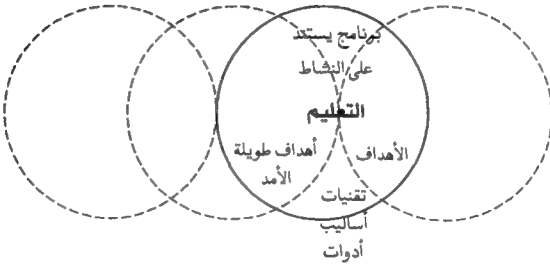 برنامج يستند
على النشاط
التعليم
الأهداف
أهداف طويلة
الأمد
تقنيات
أساليب
أدوات